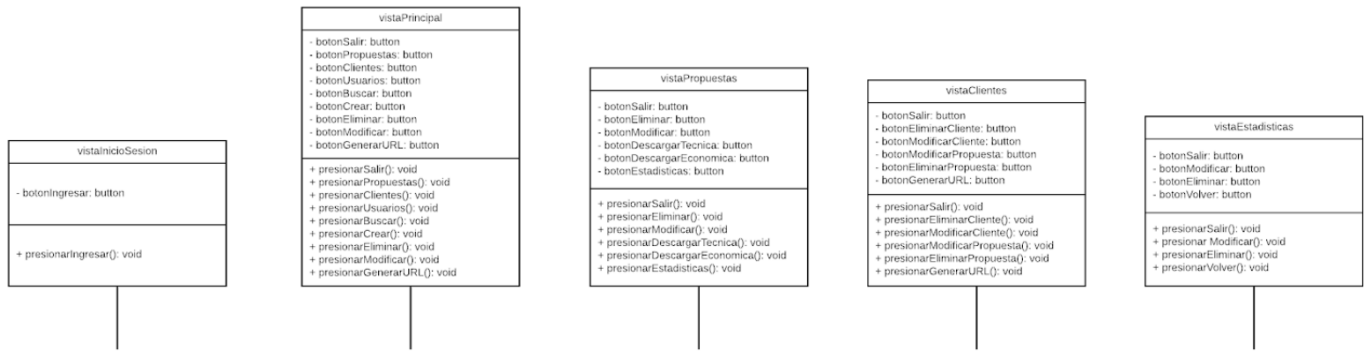 vistaInicioSesion
- botonIngresar: button
+ presionarIngresar(): void
vistaPrincipal
- botonSalir: button
- botonPropuestas: button
- botonClientes: button
- botonUsuarios: button
- botonBuscar: button
- botonCrear: button
- botonEliminar: button
- botonModificar: button
- botonGenerarURL: button
+ presionarSalir(): void
+ presionarPropuestas(): void
+ presionarClientes(): void
+ presionarUsuarios(): void
+ presionarBuscar(): void
+ presionarCrear(): void
+ presionarEliminar(): void
+ presionarModificar(): void
+ presionarGenerarURL(): void
vistaPropuestas
- botonSalir: button
- botonEliminar: button
- botonModificar: button
- botonDescargarTecnica: button
- botonDescargarEconomica: button
- botonEstadisticas: button
+ presionarSalir(): void
+ presionarEliminar(): void
+ presionarModificar(): void
+ presionarDescargarTecnica(): void
+ presionarDescargarEconomica(): void
+ presionarEstadisticas(): void
vistaClientes
- botonSalir: button
- botonEliminarCliente: button
- botonModificarCliente: button
- botonModificarPropuesta: button
- botonEliminarPropuesta: button
- botonGenerarURL: button
+ presionarSalir(): void
+ presionarEliminarCliente(): void
+ presionarModificarCliente(): void
+ presionarModificarPropuesta(): void
+ presionarEliminarPropuesta(): void
+ presionarGenerarURL(): void
vistaEstadisticas
- botonSalir: button
- botonModificar: button
- botonEliminar: button
- botonVolver: button
+ presionarSalir(): void
+ presionar Modificar(): void
+ presionarEliminar(): void
+ presionarVolver(): void